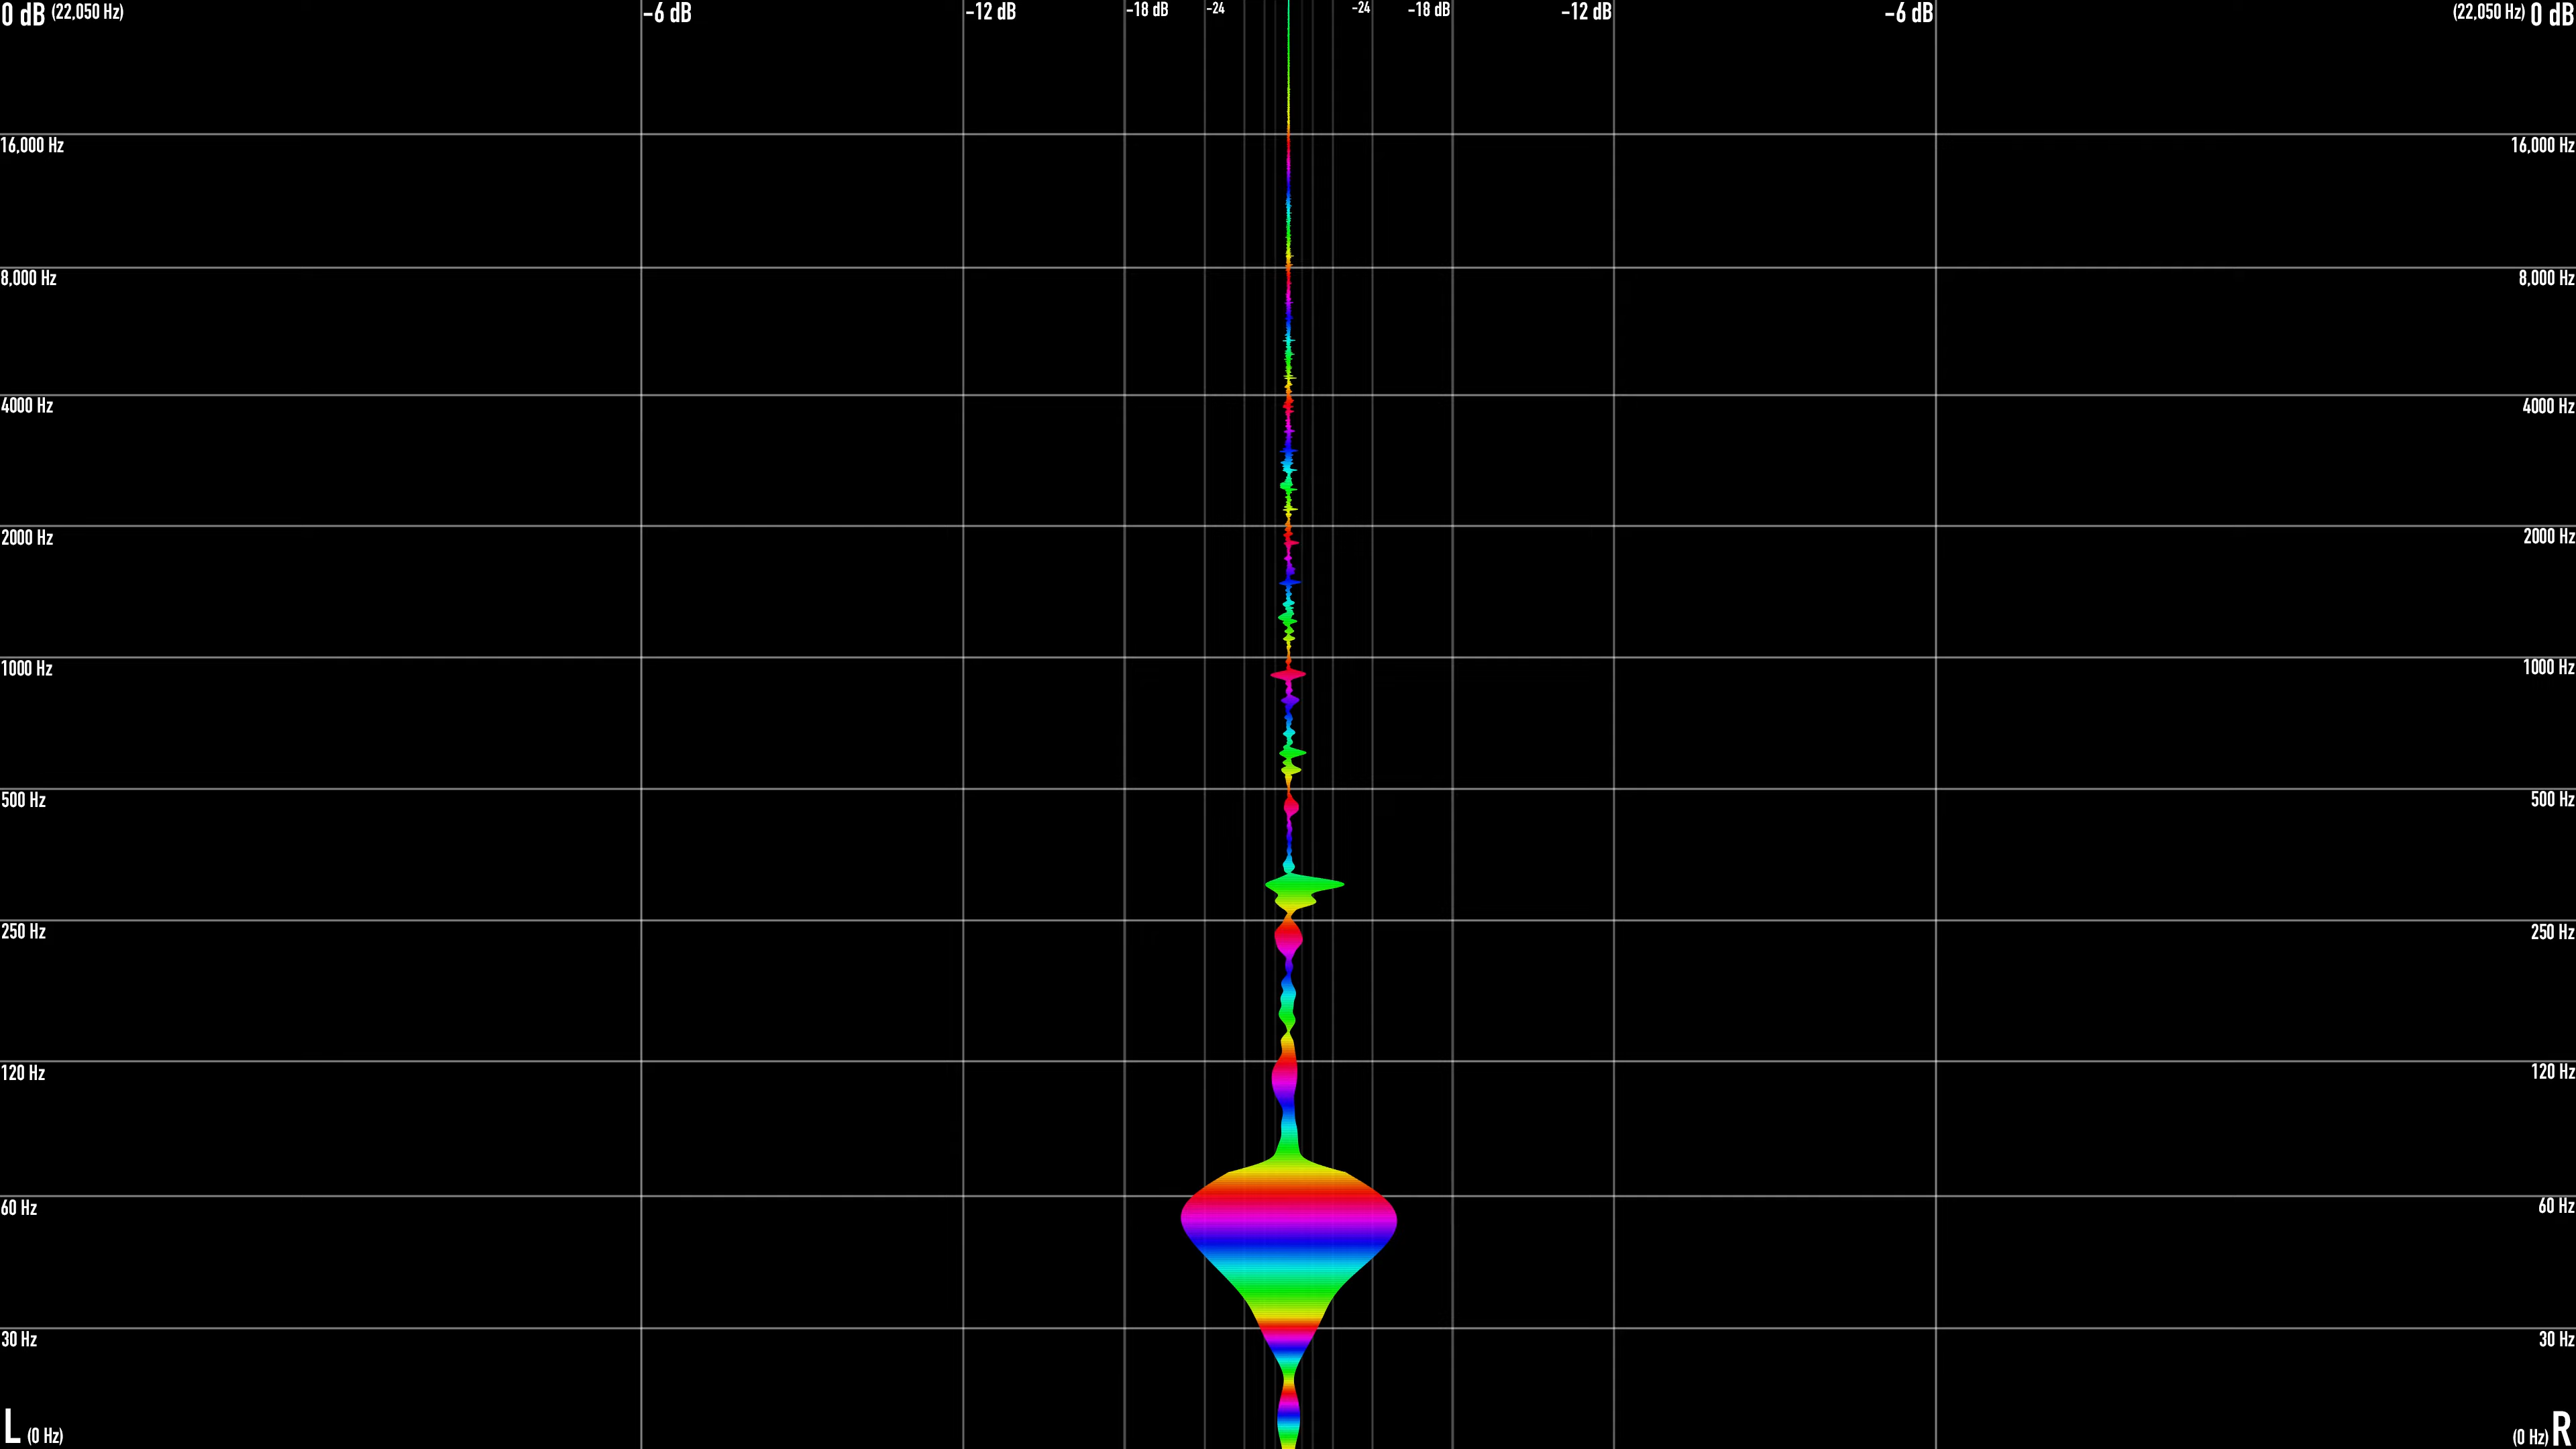 0 dB (22,050 Hz) −6 dB −12 dB −18 dB −24 −24 −18 dB −12 dB −6 dB (22,050 Hz) 0 dB
16,000 Hz 16,000 Hz
8,000 Hz 8,000 Hz
4000 Hz 4000 Hz
2000 Hz 2000 Hz
1000 Hz 1000 Hz
500 Hz 500 Hz
250 Hz 250 Hz
120 Hz 120 Hz
60 Hz 60 Hz
30 Hz 30 Hz
L (0 Hz) (0 Hz) R